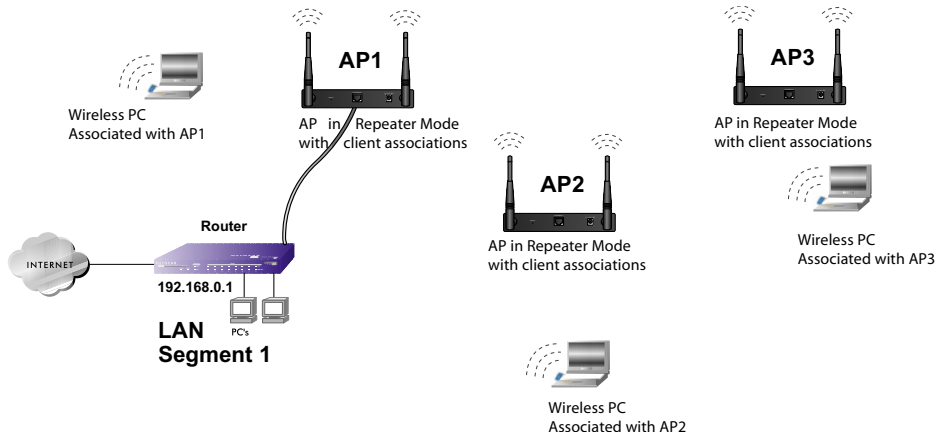 AP1
AP3
Wireless PC
Associated with AP1
AP in Repeater Mode
with client associations
AP in Repeater Mode
with client associations
AP2
Router
AP in Repeater Mode
with client associations
Wireless PC
Associated with AP3
INTERNET
192.168.0.1
PC's
LAN
Segment 1
Wireless PC
Associated with AP2